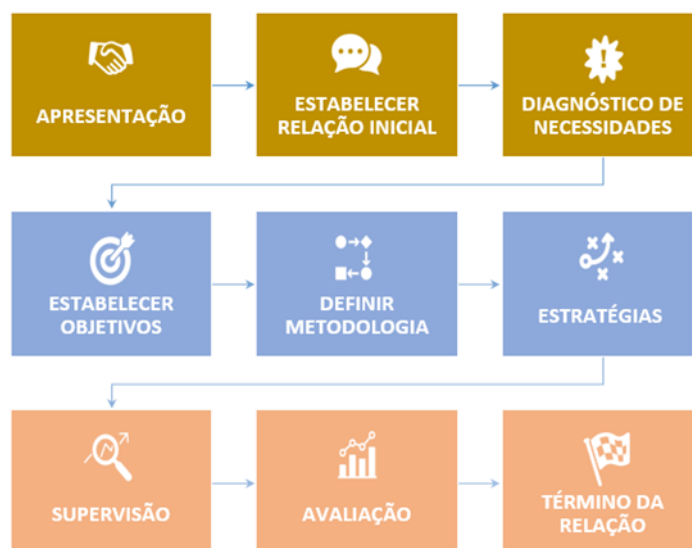 APRESENTAÇÃO
ESTABELECER
RELAÇÃO INICIAL
DIAGNÓSTICO DE
NECESSIDADES
ESTABELECER
OBJETIVOS
DEFINIR
METODOLOGIA
ESTRATÉGIAS
SUPERVISÃO
AVALIAÇÃO
TÉRMINO DA
RELAÇÃO